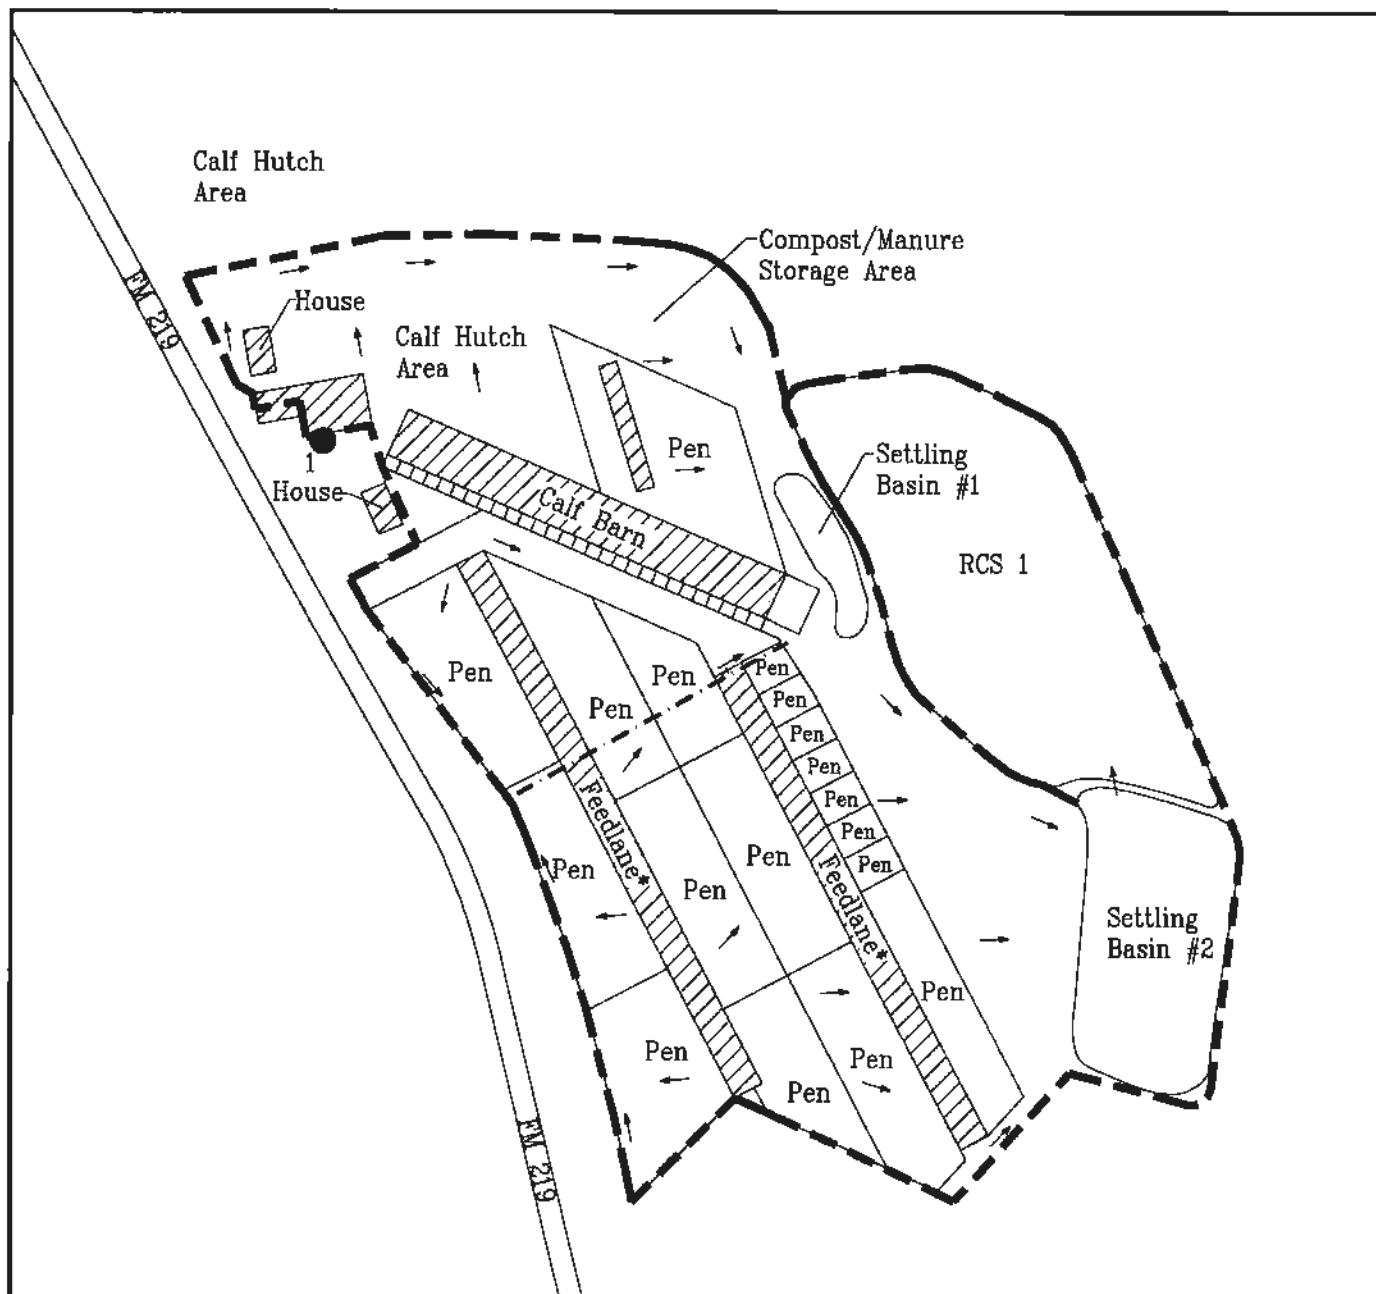 Calf Hutch
Area
Compost/Manure
Storage Area
FM 219
House
Calf Hutch
Area
Pen
Settling
Basin #1
1
House
Calf Barn
RCS 1
Pen
Pen
Pen
Pen
Pen
Pen
Pen
Pen
Pen
Pen
Feedlane*
Pen
Pen
Pen
Feedlane*
Pen
Settling
Basin #2
Pen
Pen
Pen
Pen
FM 219